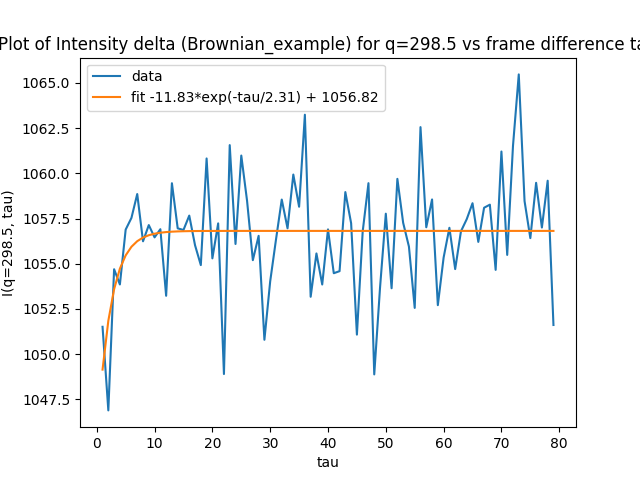 Plot of Intensity delta (Brownian_example) for q=298.5 vs frame difference ta
data
fit -11.83*exp(-tau/2.31) + 1056.82
I(q=298.5, tau)
1065.0
1062.5
1060.0
1057.5
1055.0
1052.5
1050.0
1047.5
0 10 20 30 40 50 60 70 80
tau